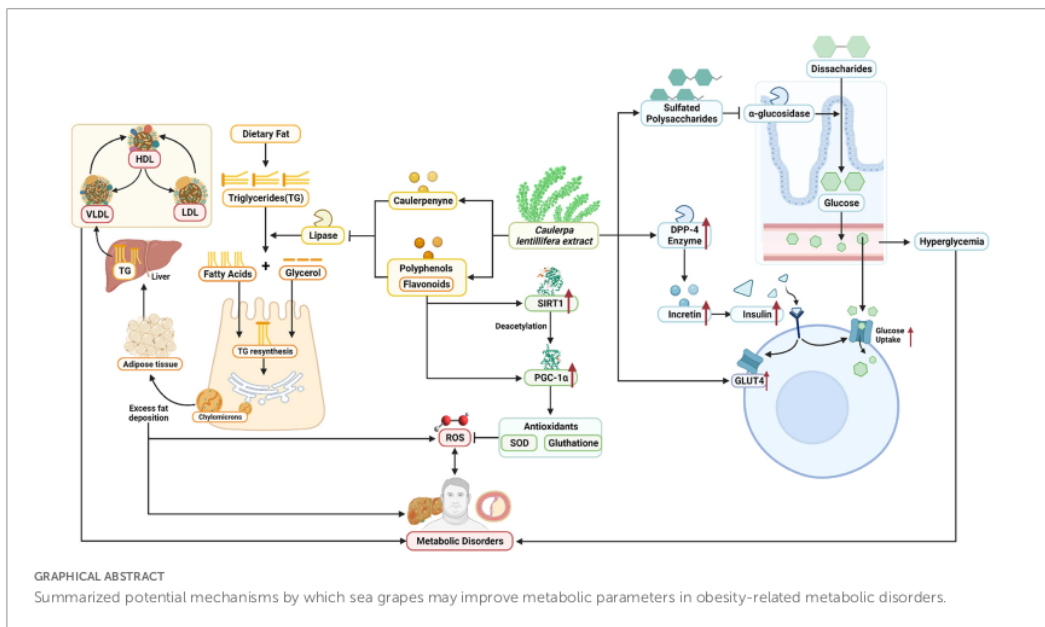 Dissacharides
Sulfated
Polysaccharides
α-glucosidase
Dietary Fat
HDL
VLDL
LDL
Triglycerides(TG)
Caulerpenyne
Lipase
Caulerpa
lentillifera extract
DPP-4
Enzyme
Glucose
Hyperglycemia
TG
Liver
Fatty Acids
+
Glycerol
Polyphenols
Flavonoids
SIRT1
Incretin
Insulin
Glucose
Uptake
Deacetylation
TG resynthesis
Adipose tissue
PGC-1α
GLUT4
Excess fat
deposition
Chylomicrons
Antioxidants
SOD
Gluthatione
ROS
Metabolic Disorders
GRAPHICAL ABSTRACT
Summarized potential mechanisms by which sea grapes may improve metabolic parameters in obesity-related metabolic disorders.